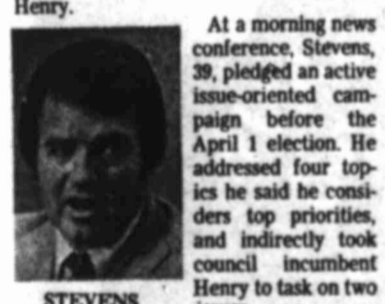 Henry.
At a morning news
conference, Stevens,
39, pledged an active
issue-oriented cam-
paign before the
April 1 election. He
addressed four top-
ics he said he consi-
ders top priorities,
and indirectly took
council incumbent
Henry to task on two
STEVENS